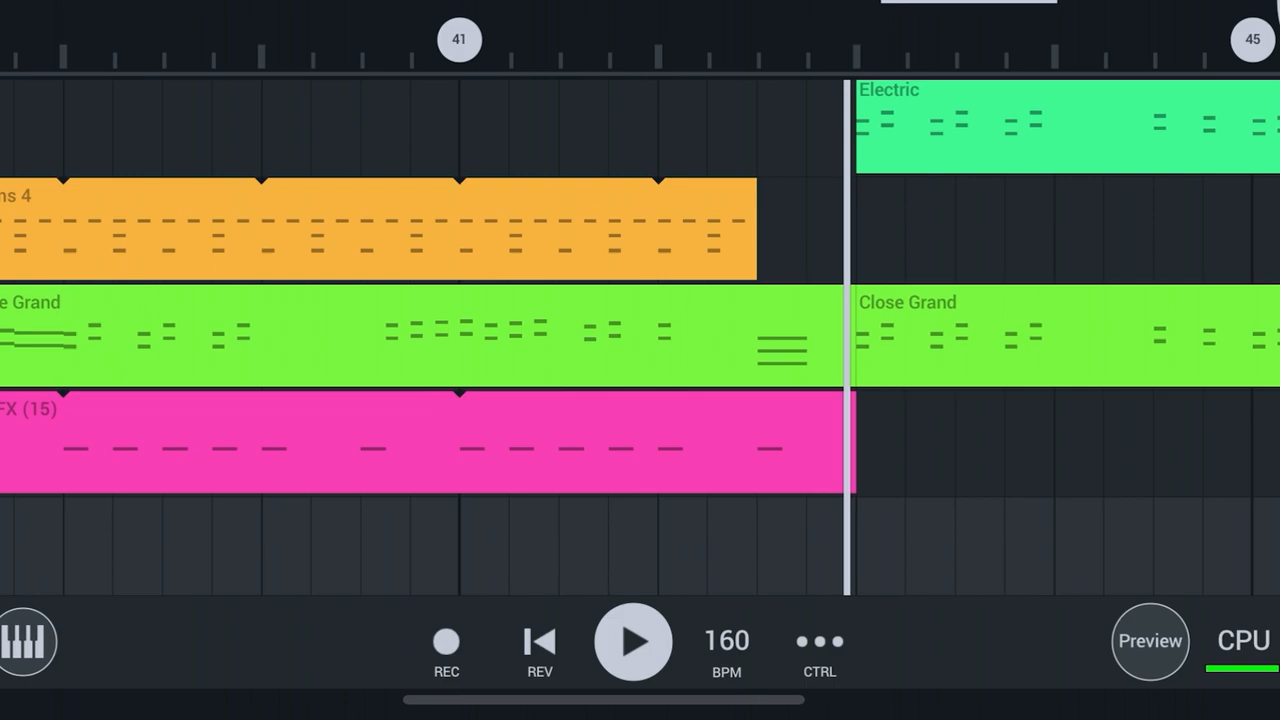 41
45
Electric
ns 4
e Grand
Close Grand
FX (15)
REC
REV
160
BPM
CTRL
Preview
CPU